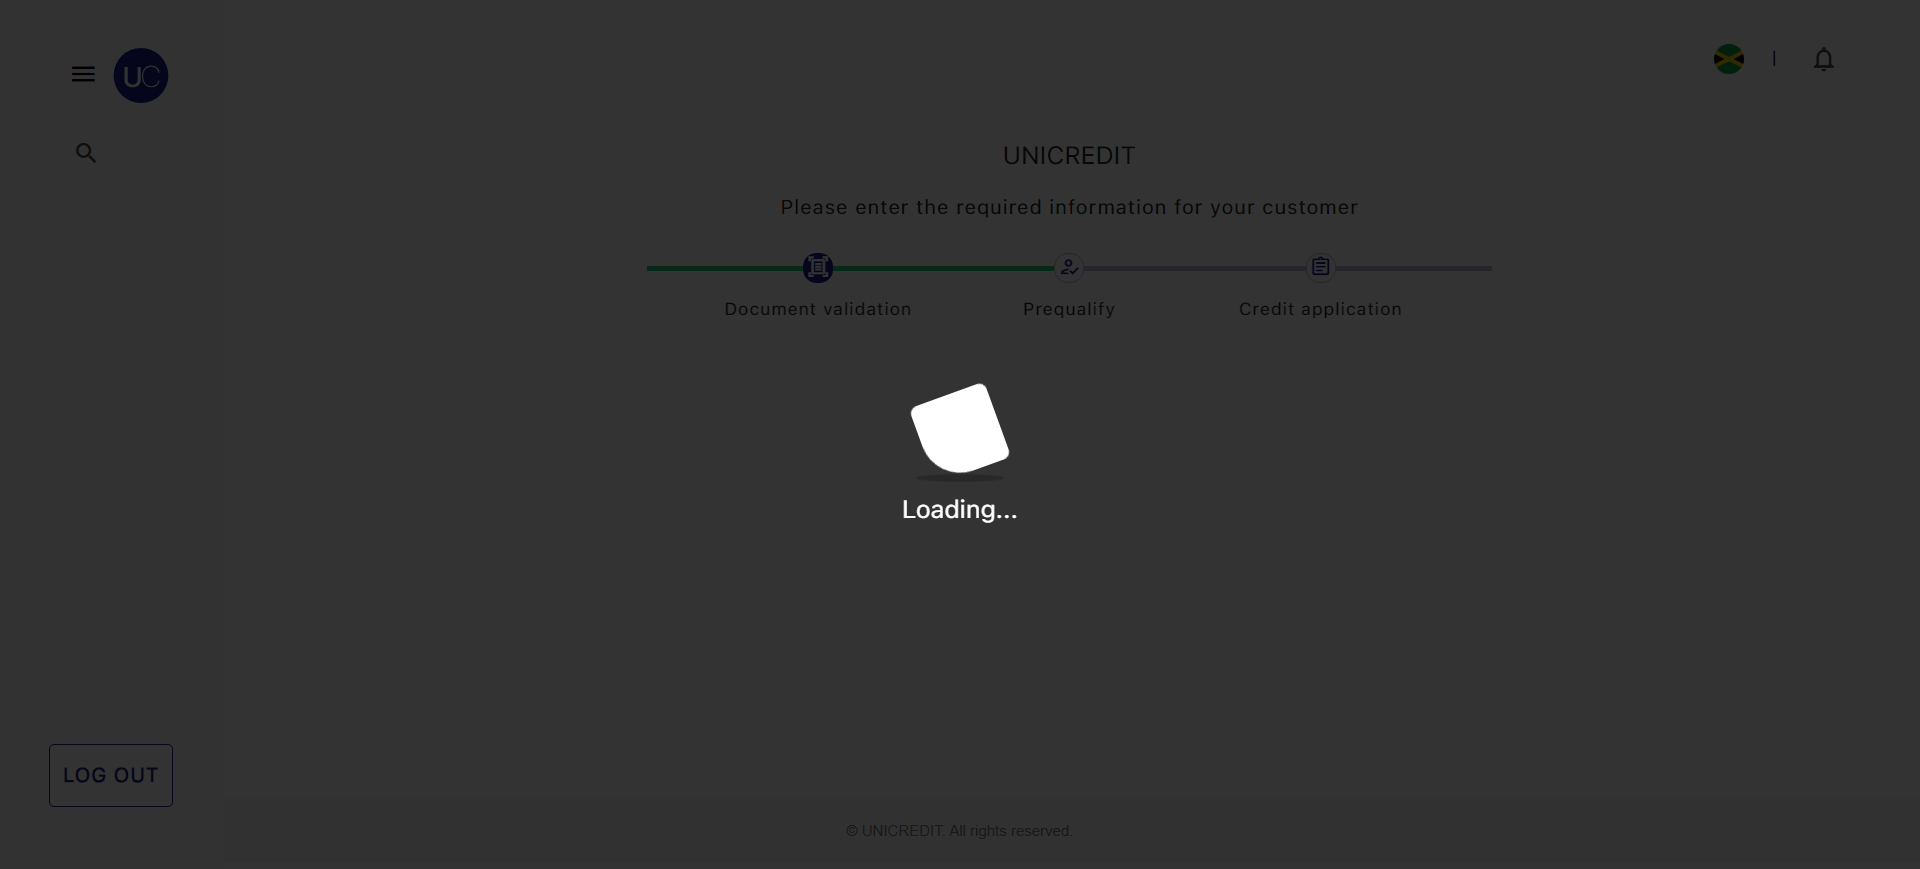 UC
UNICREDIT
Please enter the required information for your customer
Document validation
Prequalify
Credit application
Loading...
LOG OUT
© UNICREDIT. All rights reserved.